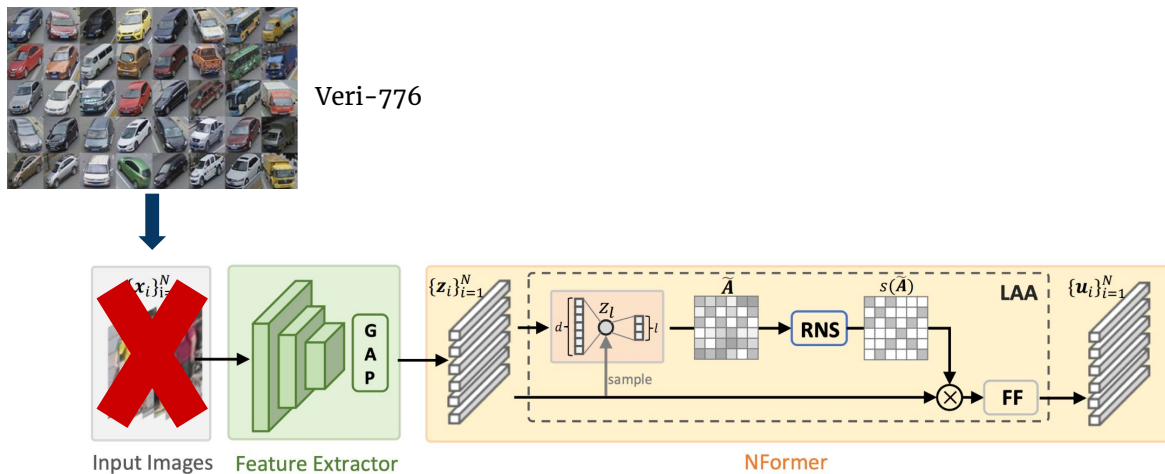 Veri-776
{x_i}_{i=1}^N
G
A
P
{z_i}_{i=1}^N
d
z_l
l
sample
Ã
RNS
s(Ã)
LAA
FF
{u_i}_{i=1}^N
Input Images
Feature Extractor
NFormer